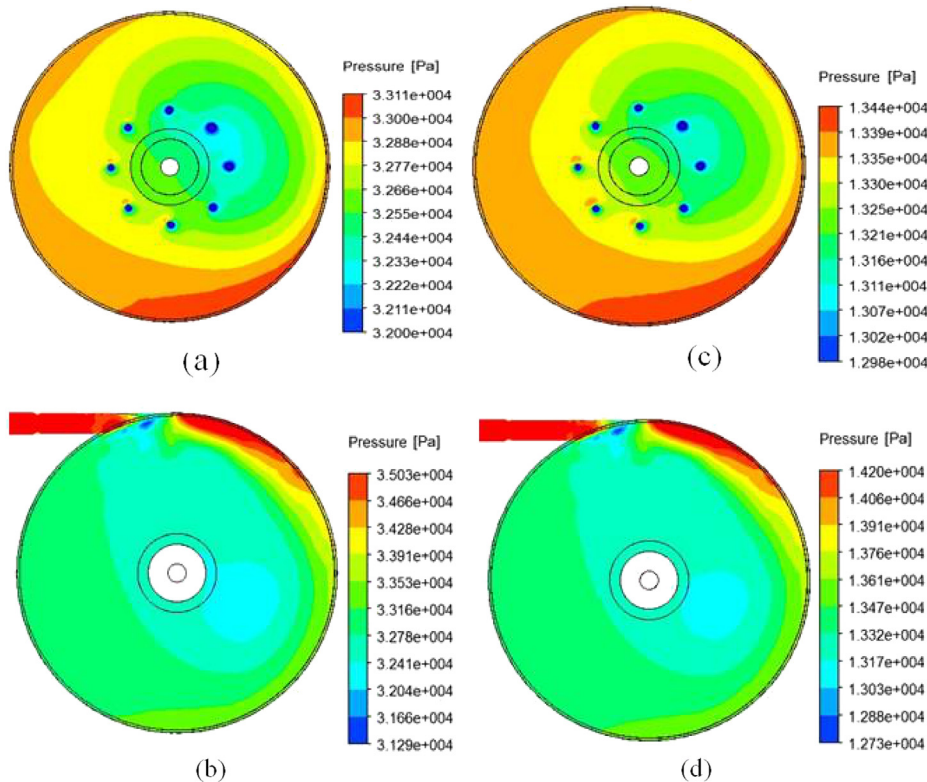 Pressure [Pa]
3.311e+004
3.300e+004
3.288e+004
3.277e+004
3.266e+004
3.255e+004
3.244e+004
3.233e+004
3.222e+004
3.211e+004
3.200e+004
(a)
Pressure [Pa]
1.344e+004
1.339e+004
1.335e+004
1.330e+004
1.325e+004
1.321e+004
1.316e+004
1.311e+004
1.307e+004
1.302e+004
1.298e+004
(c)
Pressure [Pa]
3.503e+004
3.466e+004
3.428e+004
3.391e+004
3.353e+004
3.316e+004
3.278e+004
3.241e+004
3.204e+004
3.166e+004
3.129e+004
(b)
Pressure [Pa]
1.420e+004
1.406e+004
1.391e+004
1.376e+004
1.361e+004
1.347e+004
1.332e+004
1.317e+004
1.303e+004
1.288e+004
1.273e+004
(d)